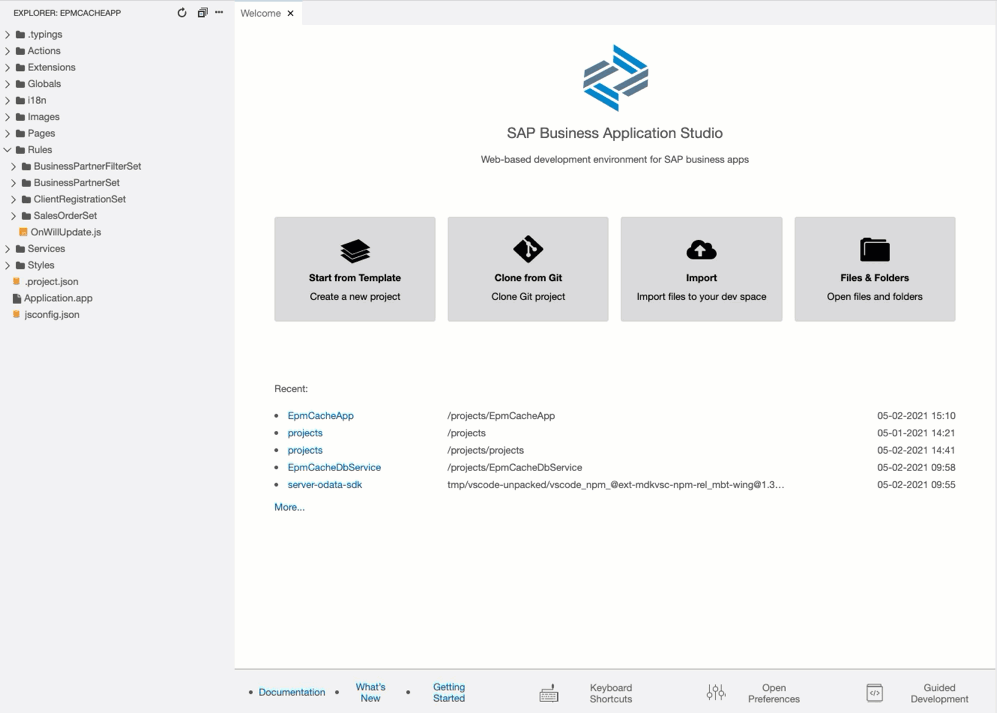 EXPLORER: EPMCACHEAPP
Welcome
.typings
Actions
Extensions
Globals
i18n
Images
Pages
Rules
BusinessPartnerFilterSet
BusinessPartnerSet
ClientRegistrationSet
SalesOrderSet
OnWillUpdate.js
Services
Styles
.project.json
Application.app
jsconfig.json
SAP Business Application Studio
Web-based development environment for SAP business apps
Start from Template
Create a new project
Clone from Git
Clone Git project
Import
Import files to your dev space
Files & Folders
Open files and folders
Recent:
• EpmCacheApp /projects/EpmCacheApp 05-02-2021 15:10
• projects /projects 05-01-2021 14:21
• projects /projects/projects 05-02-2021 14:41
• EpmCacheDbService /projects/EpmCacheDbService 05-02-2021 09:58
• server-odata-sdk tmp/vscode-unpacked/vscode_npm_@ext-mdkvsc-npm-rel_mbt-wing@1.3... 05-02-2021 09:55
More...
• Documentation
• What's
New
• Getting
Started
Keyboard
Shortcuts
Open
Preferences
Guided
Development